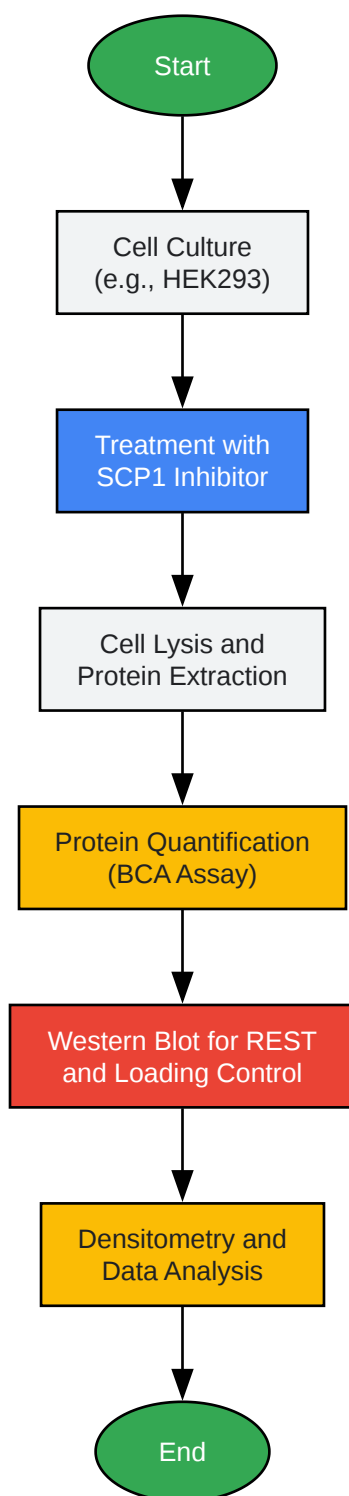 Start
Cell Culture
(e.g., HEK293)
Treatment with
SCP1 Inhibitor
Cell Lysis and
Protein Extraction
Protein Quantification
(BCA Assay)
Western Blot for REST
and Loading Control
Densitometry and
Data Analysis
End